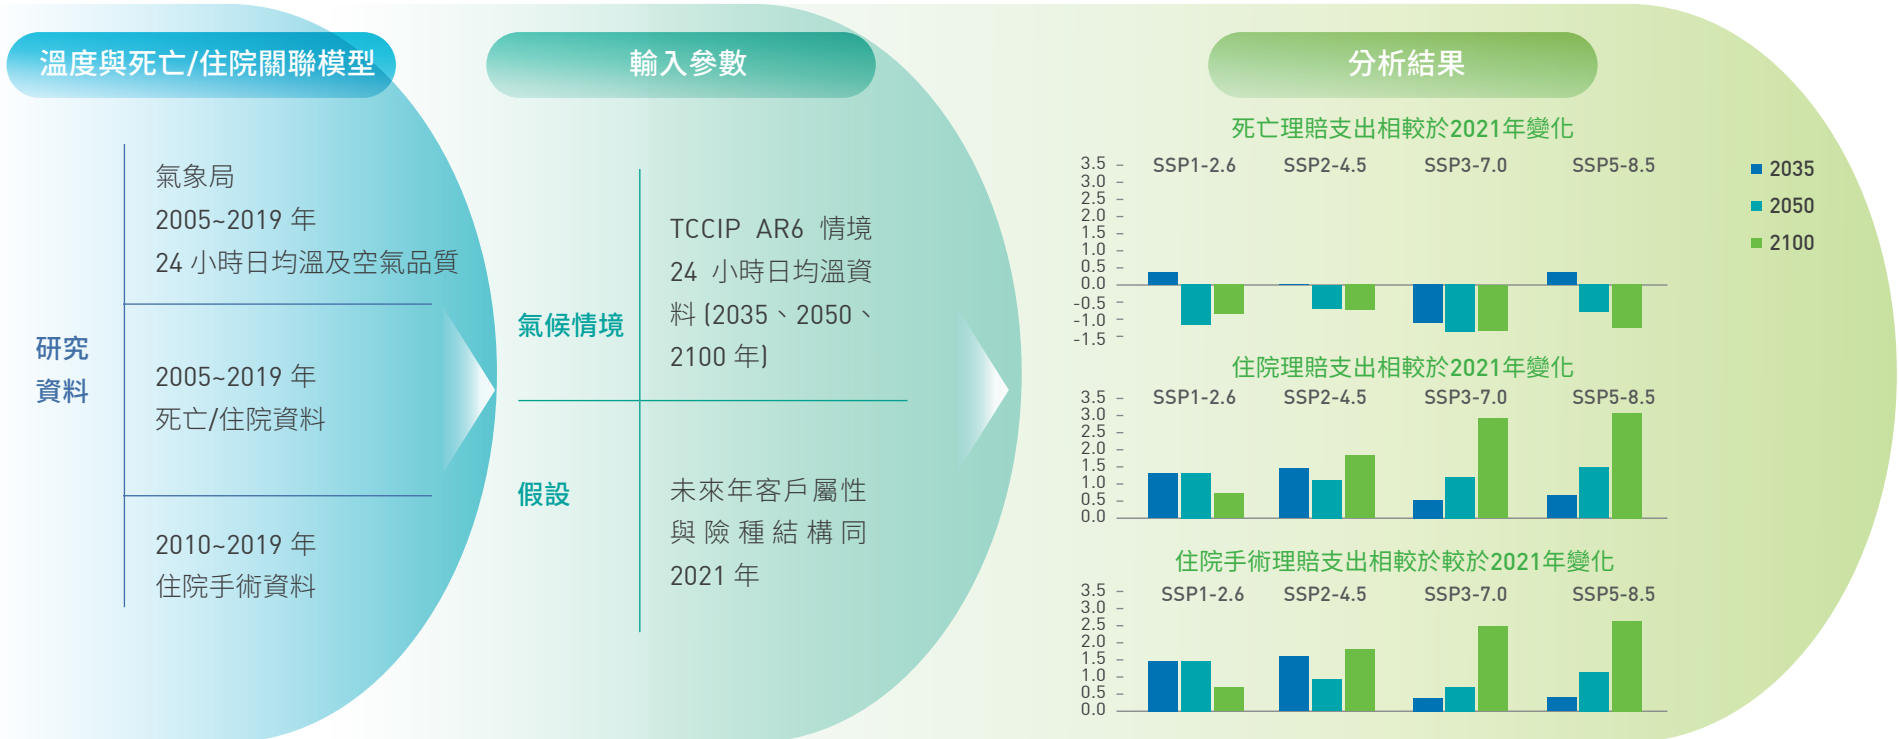 溫度與死亡/住院關聯模型
研究
資料
氣象局
2005~2019 年
24 小時日均溫及空氣品質
2005~2019 年
死亡/住院資料
2010~2019 年
住院手術資料
輸入參數
氣候情境
TCCIP AR6 情境
24 小時日均溫資
料 (2035、2050、
2100 年)
假設
未來年客戶屬性
與險種結構同
2021 年
分析結果
死亡理賠支出相較於2021年變化
SSP1-2.6 SSP2-4.5 SSP3-7.0 SSP5-8.5
3.5
3.0
2.5
2.0
1.5
1.0
0.5
0.0
-0.5
-1.0
-1.5
2035
2050
2100
住院理賠支出相較於2021年變化
SSP1-2.6 SSP2-4.5 SSP3-7.0 SSP5-8.5
3.5
3.0
2.5
2.0
1.5
1.0
0.5
0.0
住院手術理賠支出相較於較於2021年變化
SSP1-2.6 SSP2-4.5 SSP3-7.0 SSP5-8.5
3.5
3.0
2.5
2.0
1.5
1.0
0.5
0.0